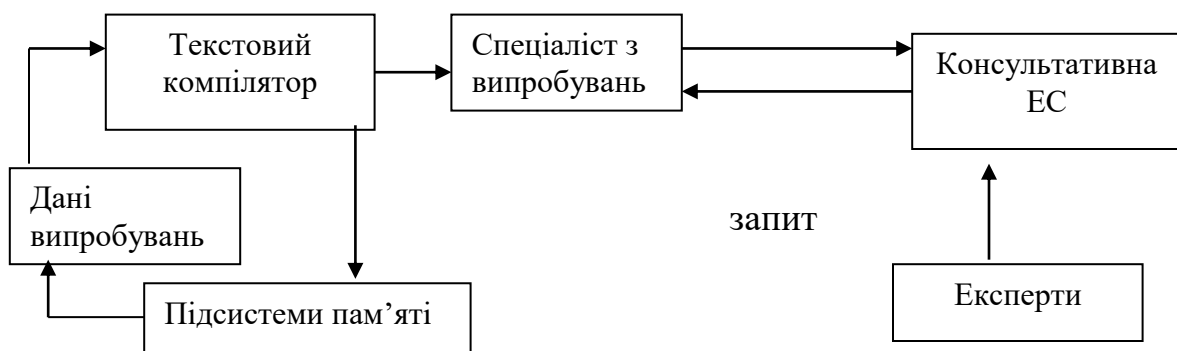 Текстовий
компілятор
Спеціаліст з
випробувань
Консультативна
ЕС
Дані
випробувань
запит
Підсистеми пам’яті
Експерти